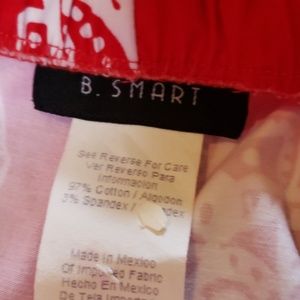 B. SMART
See Reverse For Care
Ver Reverso Para
Informacion
97% Cotton / Algodon
3% Spandex /
Made In Mexico
Of Imported Fabric
Hecho En Mexico
De Tela